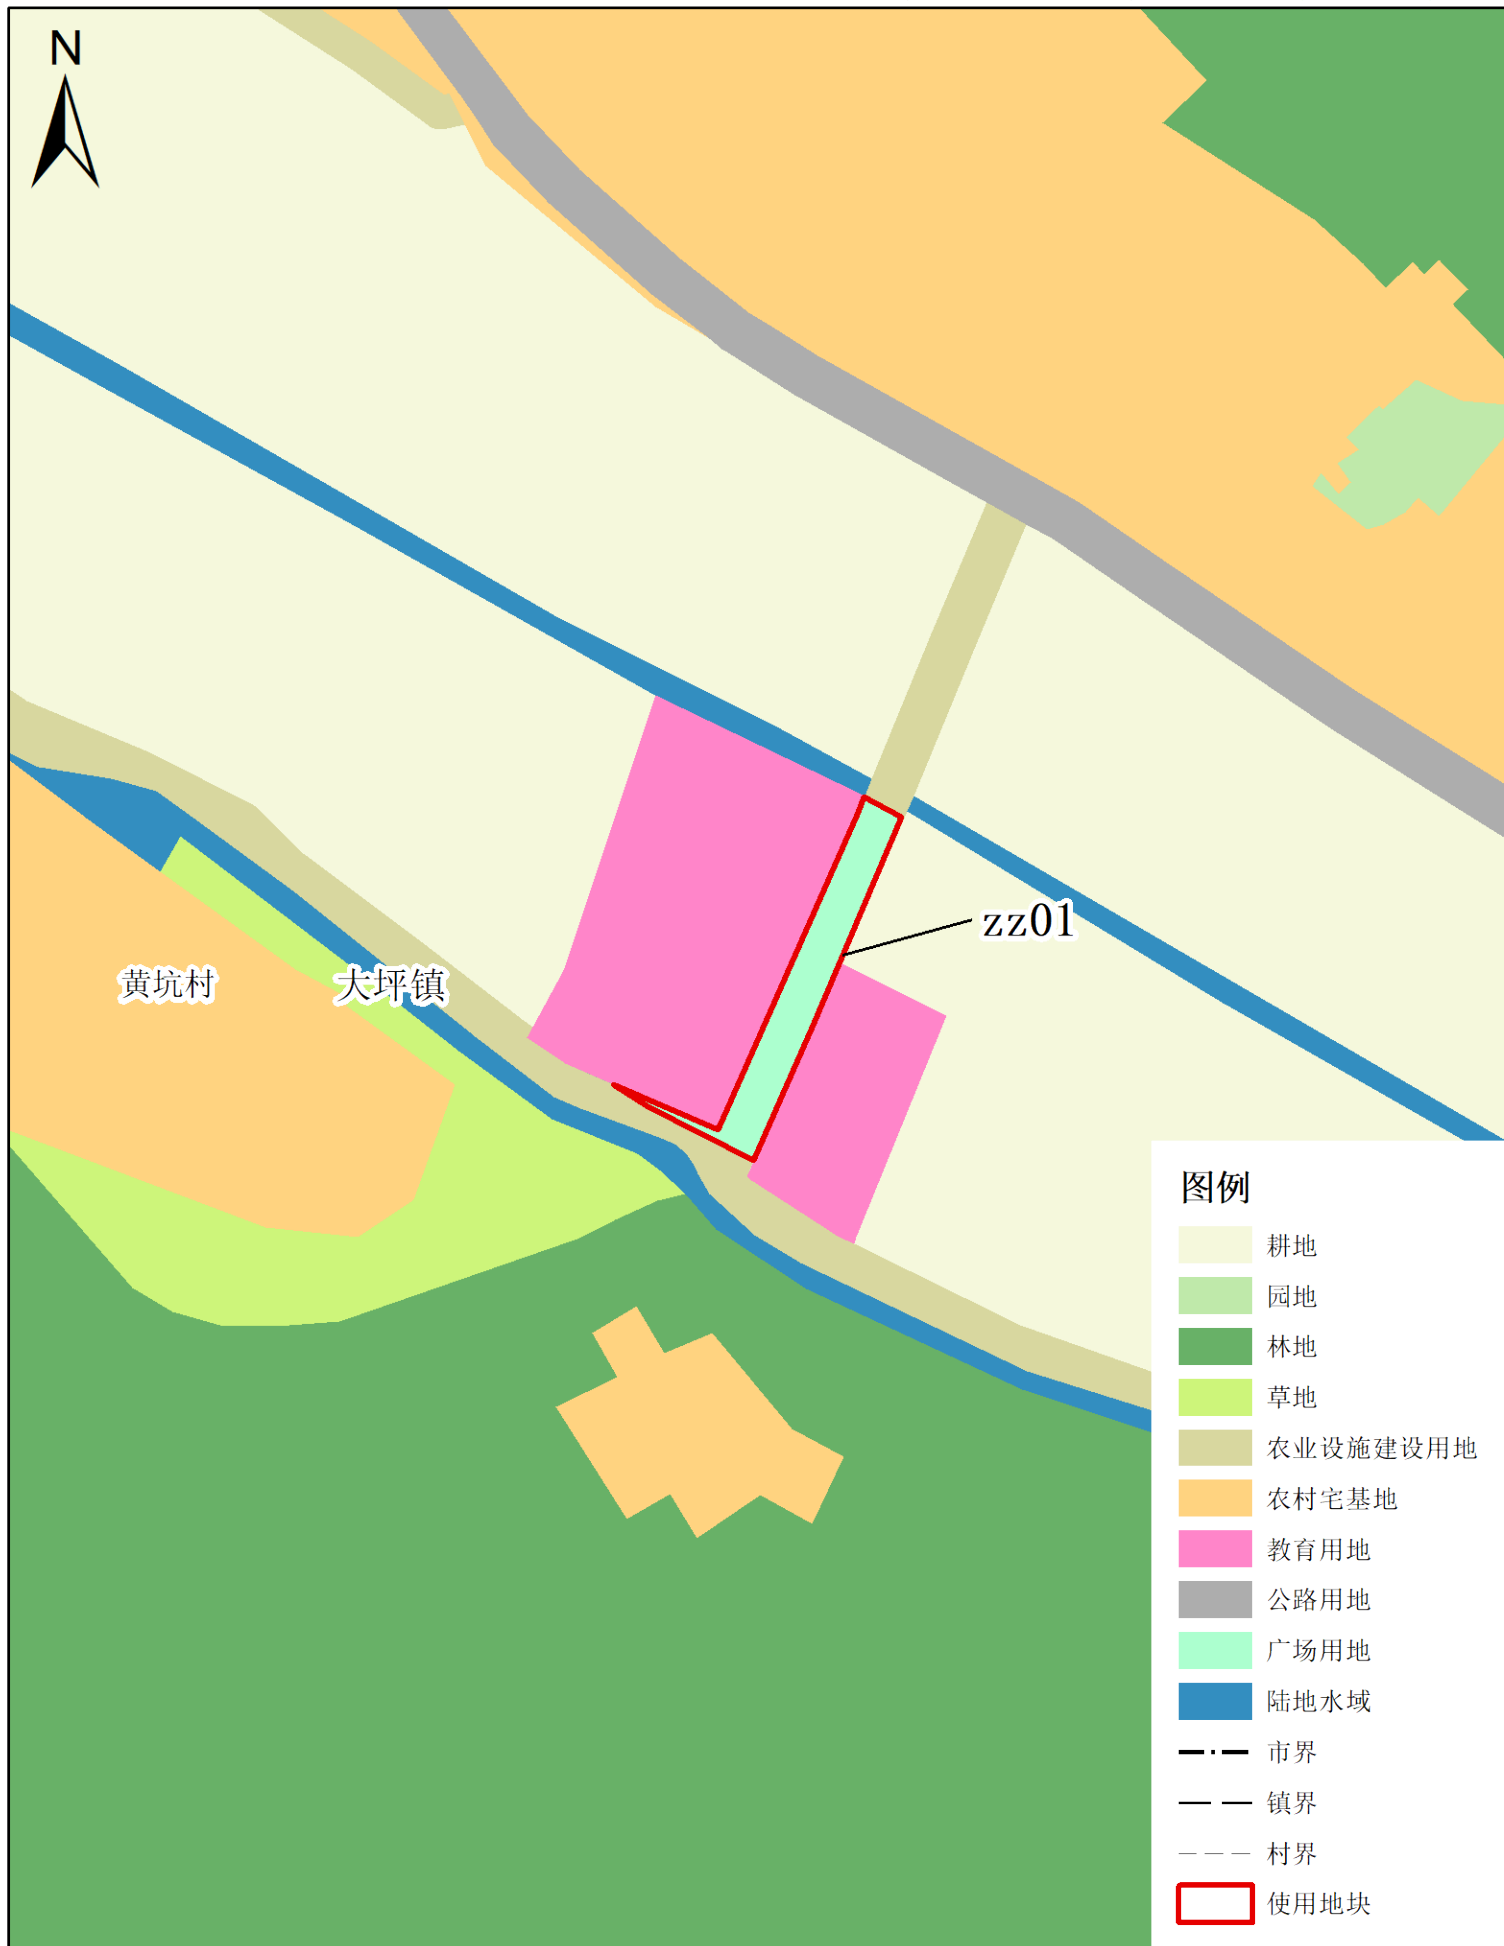 N
zz01
黄坑村
大坪镇
图例
耕地
园地
林地
草地
农业设施建设用地
农村宅基地
教育用地
公路用地
广场用地
陆地水域
市界
镇界
村界
使用地块